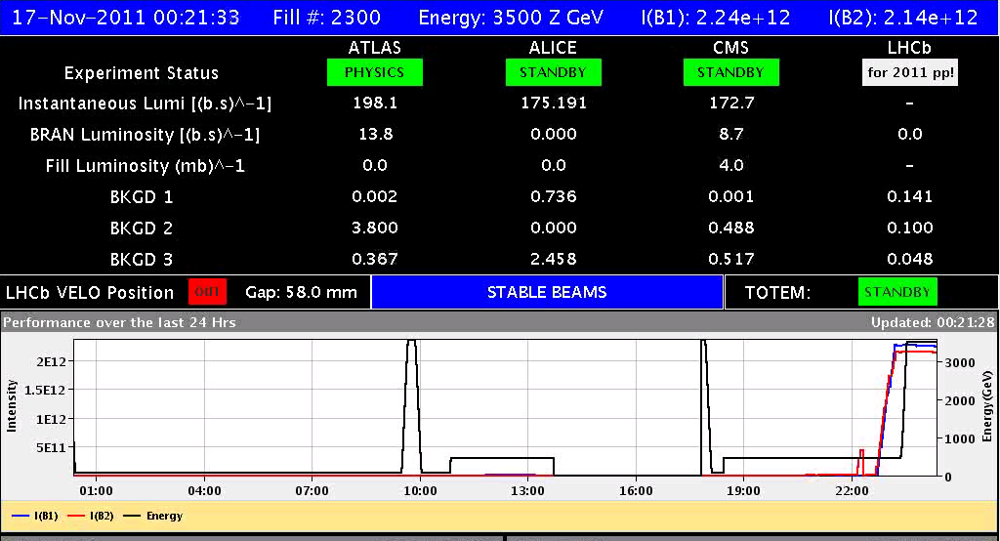 17-Nov-2011 00:21:33 Fill #: 2300 Energy: 3500 Z GeV I(B1): 2.24e+12 I(B2): 2.14e+12
ATLAS ALICE CMS LHCb
Experiment Status PHYSICS STANDBY STANDBY for 2011 pp!
Instantaneous Lumi [(b.s)^-1] 198.1 175.191 172.7 -
BRAN Luminosity [(b.s)^-1] 13.8 0.000 8.7 0.0
Fill Luminosity (mb)^-1 0.0 0.0 4.0 -
BKGD 1 0.002 0.736 0.001 0.141
BKGD 2 3.800 0.000 0.488 0.100
BKGD 3 0.367 2.458 0.517 0.048
LHCb VELO Position OUT Gap: 58.0 mm STABLE BEAMS TOTEM: STANDBY
Performance over the last 24 Hrs Updated: 00:21:28
Intensity
2E12
1.5E12
1E12
5E11
3000
2000
1000
0
Energy(GeV)
01:00 04:00 07:00 10:00 13:00 16:00 19:00 22:00
I(B1) I(B2) Energy